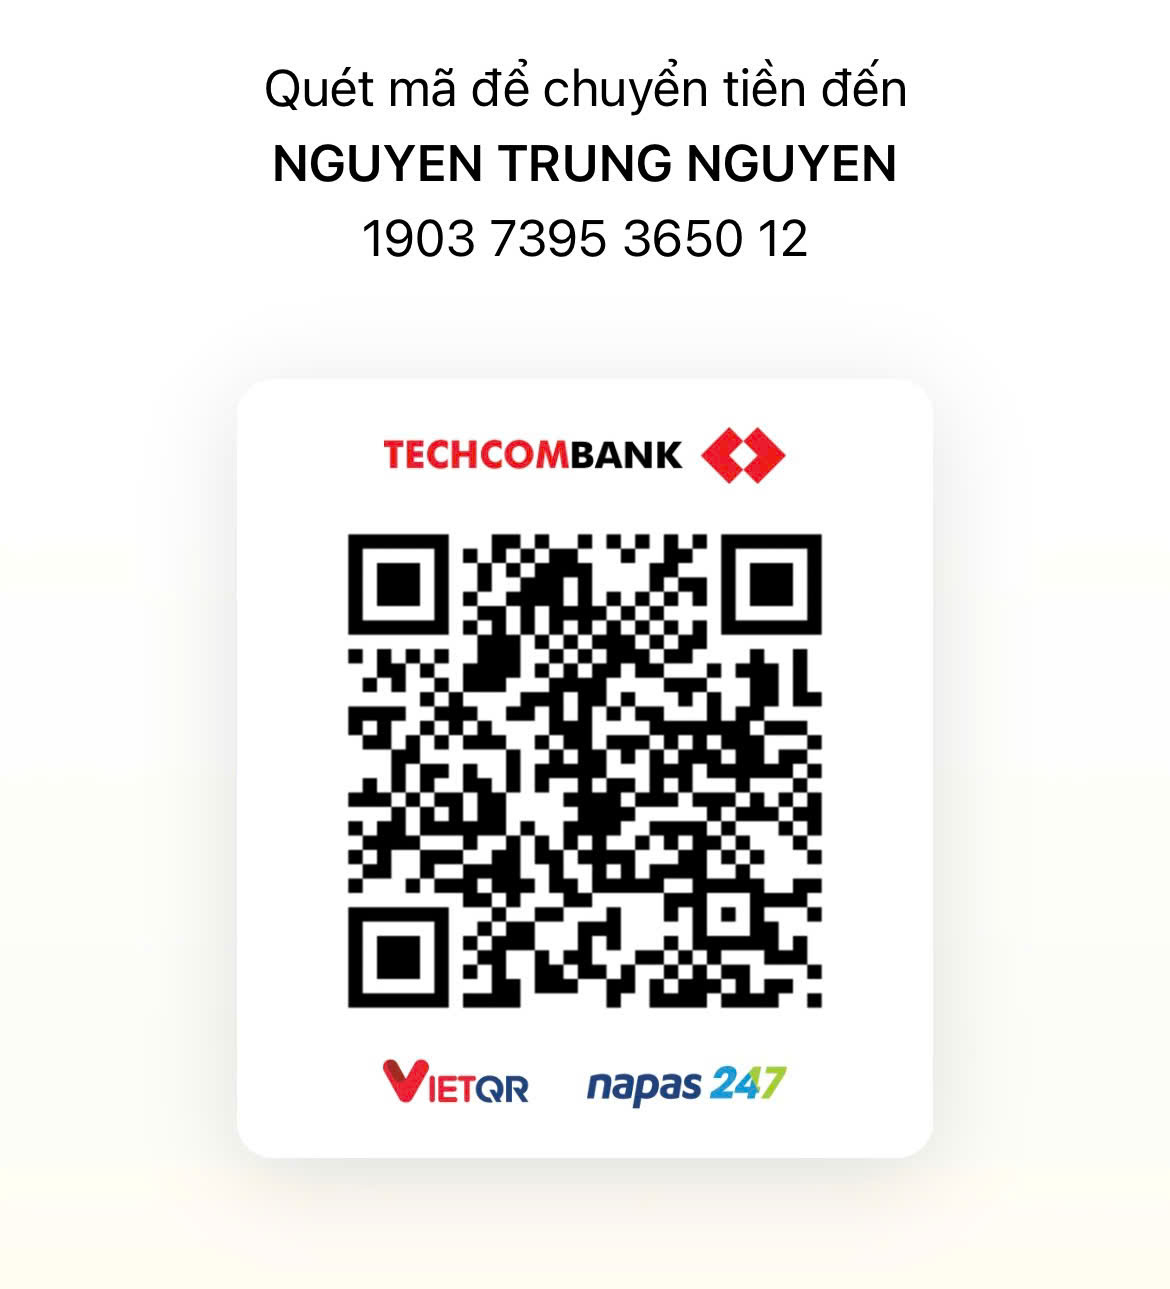 Quét mã để chuyển tiền đến
NGUYEN TRUNG NGUYEN
1903 7395 3650 12
TECHCOMBANK
VIETQR napas 247